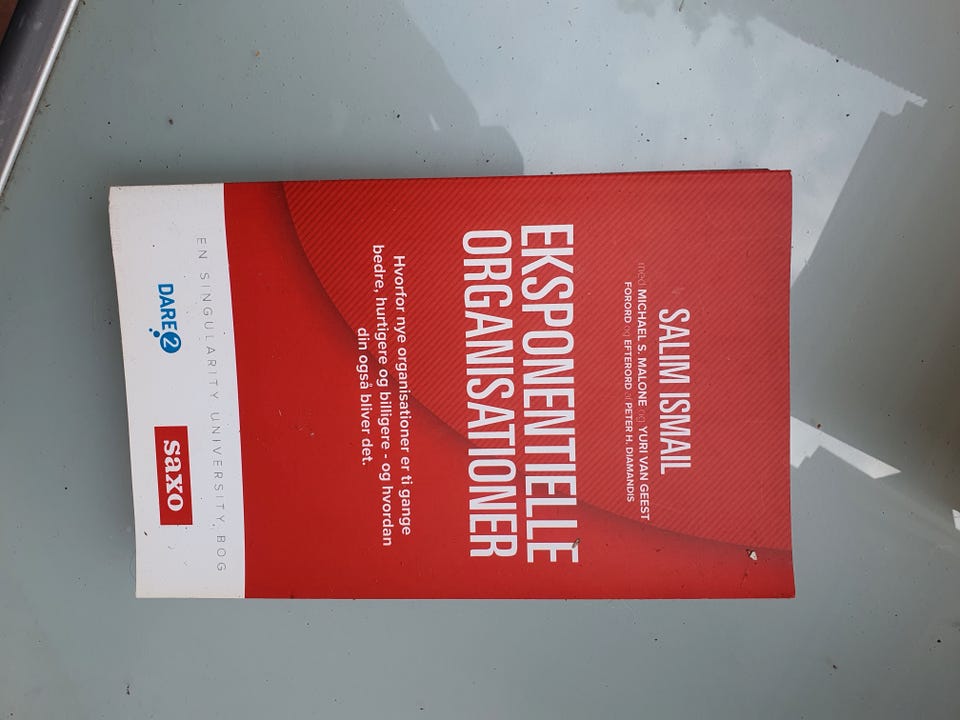 SALIM ISMAIL
med MICHAEL S. MALONE og YURI VAN GEEST
FORORD og EFTERORD af PETER H. DIAMANDIS
EKSPONENTIELLE
ORGANISATIONER
Hvorfor nye organisationer er ti gange
bedre, hurtigere og billigere - og hvordan
din også bliver det.
EN SINGULARITY UNIVERSITY BOG
DARE2
saxo